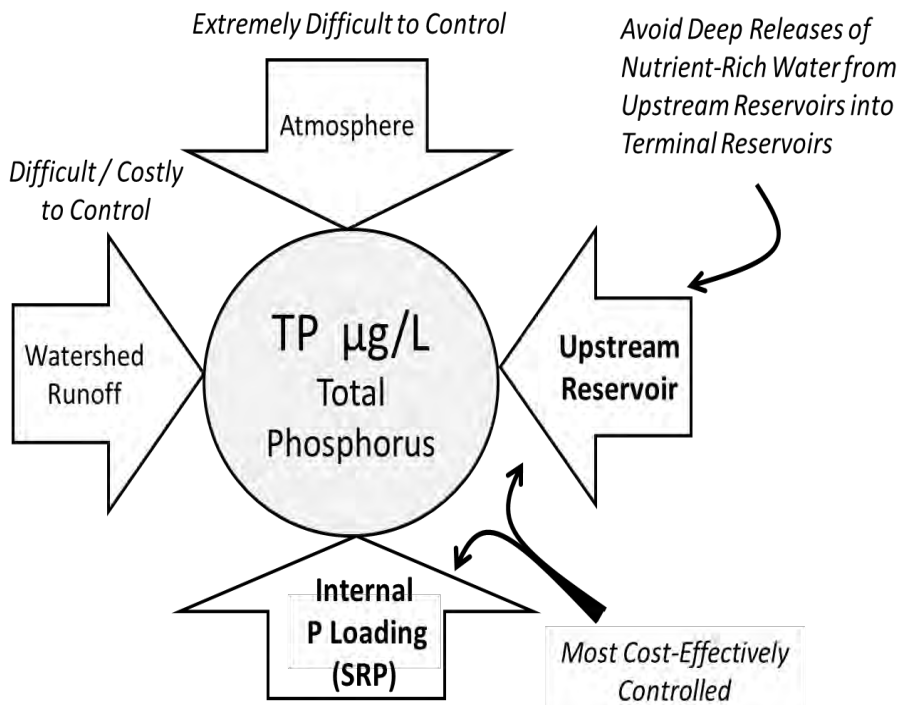 Extremely Difficult to Control
Atmosphere
Avoid Deep Releases of
Nutrient-Rich Water from
Upstream Reservoirs into
Terminal Reservoirs
Difficult / Costly
to Control
Watershed
Runoff
TP µg/L
Total
Phosphorus
Upstream
Reservoir
Internal
P Loading
(SRP)
Most Cost-Effectively
Controlled